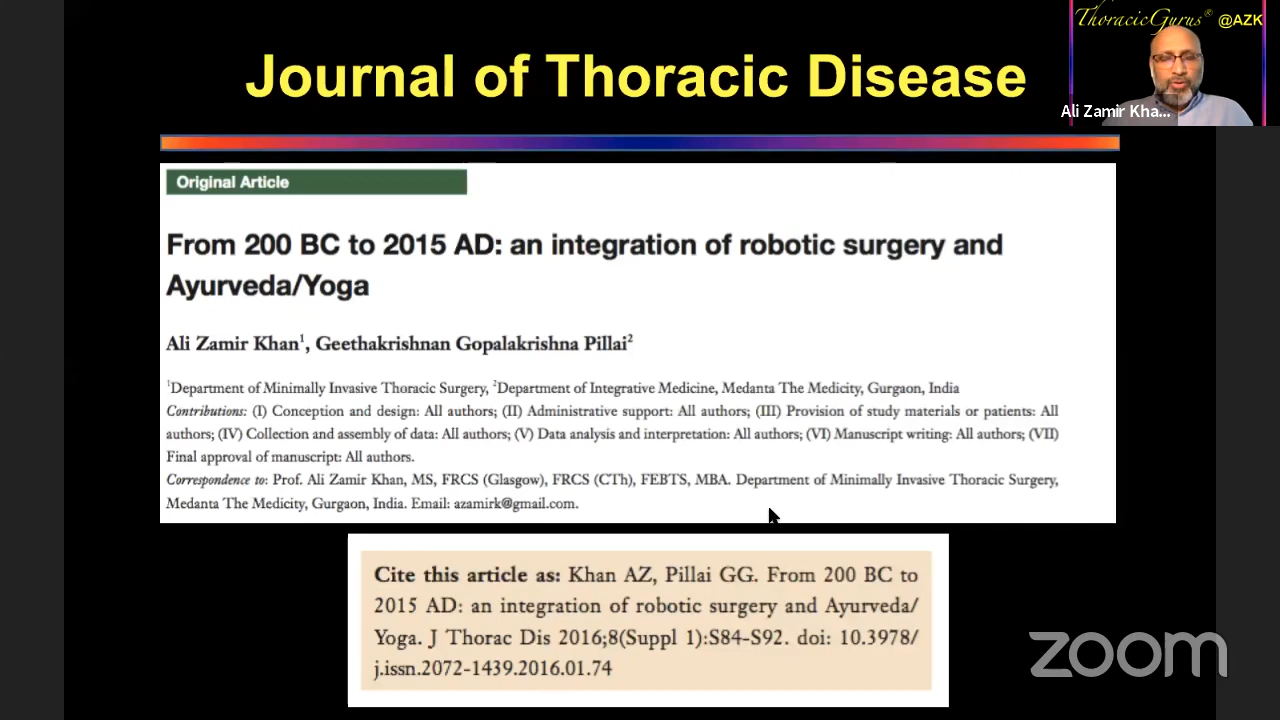 ThoracicGurus® @AZK
Ali Zamir Kha...
Journal of Thoracic Disease
Original Article
From 200 BC to 2015 AD: an integration of robotic surgery and
Ayurveda/Yoga
Ali Zamir Khan1, Geethakrishnan Gopalakrishna Pillai2
1Department of Minimally Invasive Thoracic Surgery, 2Department of Integrative Medicine, Medanta The Medicity, Gurgaon, India
Contributions: (I) Conception and design: All authors; (II) Administrative support: All authors; (III) Provision of study materials or patients: All
authors; (IV) Collection and assembly of data: All authors; (V) Data analysis and interpretation: All authors; (VI) Manuscript writing: All authors; (VII)
Final approval of manuscript: All authors.
Correspondence to: Prof. Ali Zamir Khan, MS, FRCS (Glasgow), FRCS (CTh), FEBTS, MBA. Department of Minimally Invasive Thoracic Surgery,
Medanta The Medicity, Gurgaon, India. Email: azamirk@gmail.com.
Cite this article as: Khan AZ, Pillai GG. From 200 BC to
2015 AD: an integration of robotic surgery and Ayurveda/
Yoga. J Thorac Dis 2016;8(Suppl 1):S84-S92. doi: 10.3978/
j.issn.2072-1439.2016.01.74
zoom